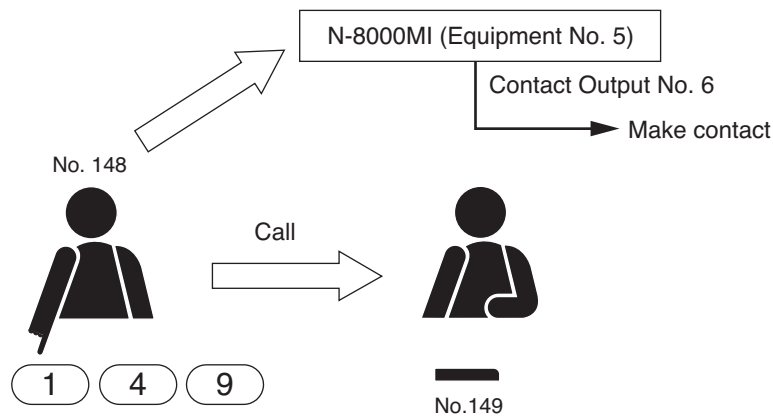 N-8000MI (Equipment No. 5)
Contact Output No. 6
Make contact
No. 148
Call
1 4 9
No.149